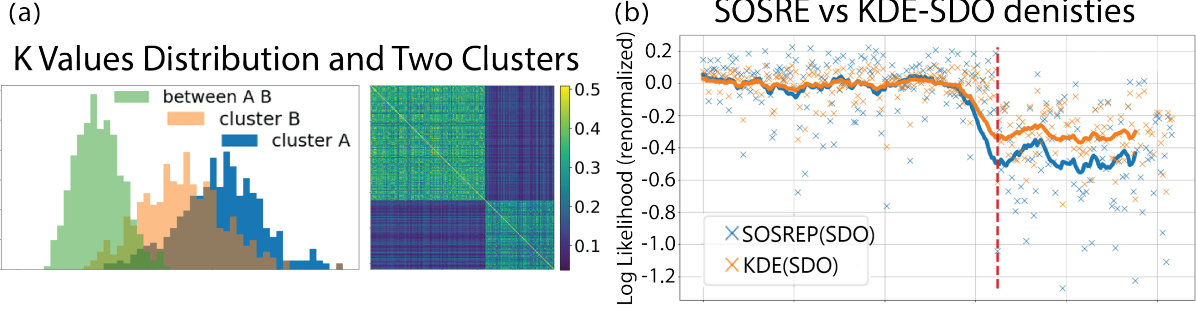 (a)
K Values Distribution and Two Clusters
between A B
cluster B
cluster A
0.5
0.4
0.3
0.2
0.1
(b)
SOSRE vs KDE-SDO denisties
Log Likelihood (renormalized)
0.2
0.0
-0.2
-0.4
-0.6
-0.8
-1.0
-1.2
SOSREP(SDO)
KDE(SDO)